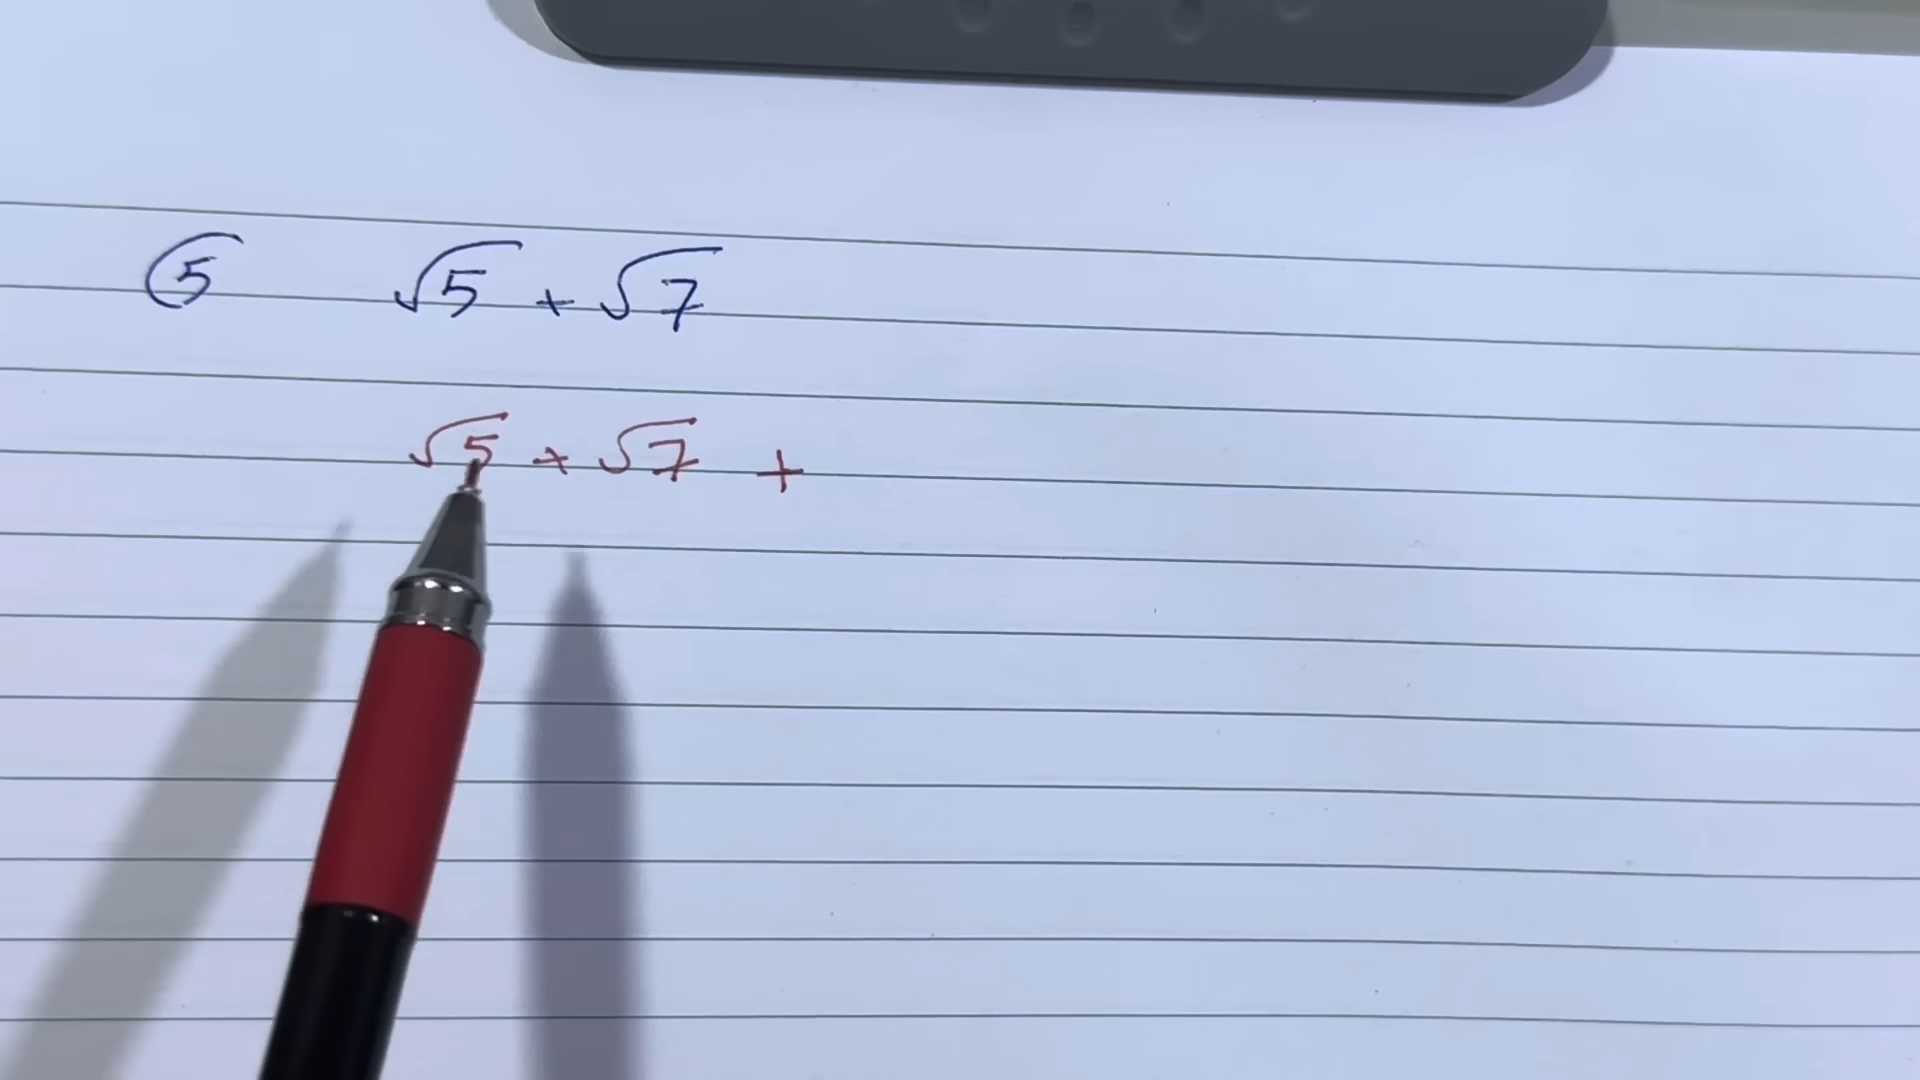 ⑤ √5 + √7
√5 + √7 +